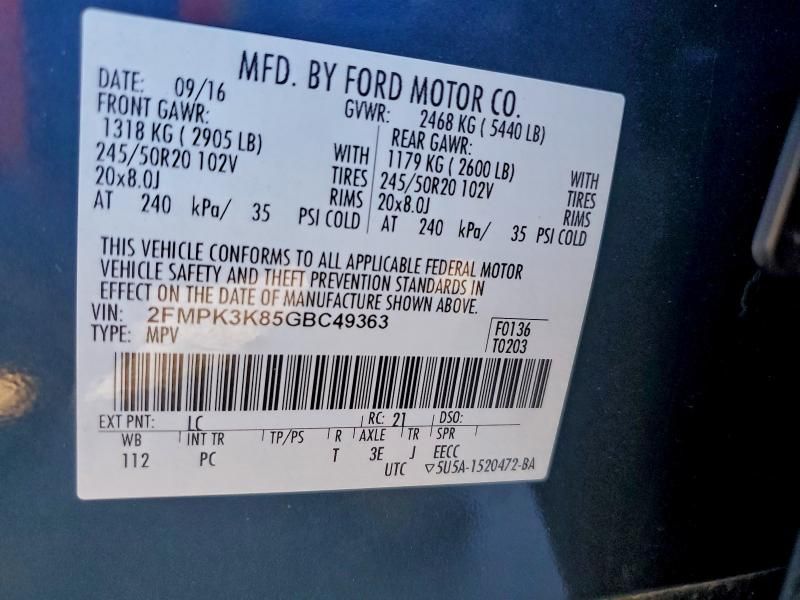 MFD. BY FORD MOTOR CO.
DATE: 09/16 GVWR: 2468 KG ( 5440 LB)
FRONT GAWR: REAR GAWR:
1318 KG ( 2905 LB) WITH 1179 KG ( 2600 LB) WITH
245/50R20 102V TIRES 245/50R20 102V TIRES
20x8.0J RIMS 20x8.0J RIMS
AT 240 kPa/ 35 PSI COLD AT 240 kPa/ 35 PSI COLD
THIS VEHICLE CONFORMS TO ALL APPLICABLE FEDERAL MOTOR
VEHICLE SAFETY AND THEFT PREVENTION STANDARDS IN
EFFECT ON THE DATE OF MANUFACTURE SHOWN ABOVE.
VIN: 2FMPK3K85GBC49363 F0136
TYPE: MPV T0203
EXT PNT: LC RC: 21 DSO:
WB INT TR TP/PS R AXLE TR SPR
112 PC T 3E J EECC
UTC ▽5U5A-1520472-BA